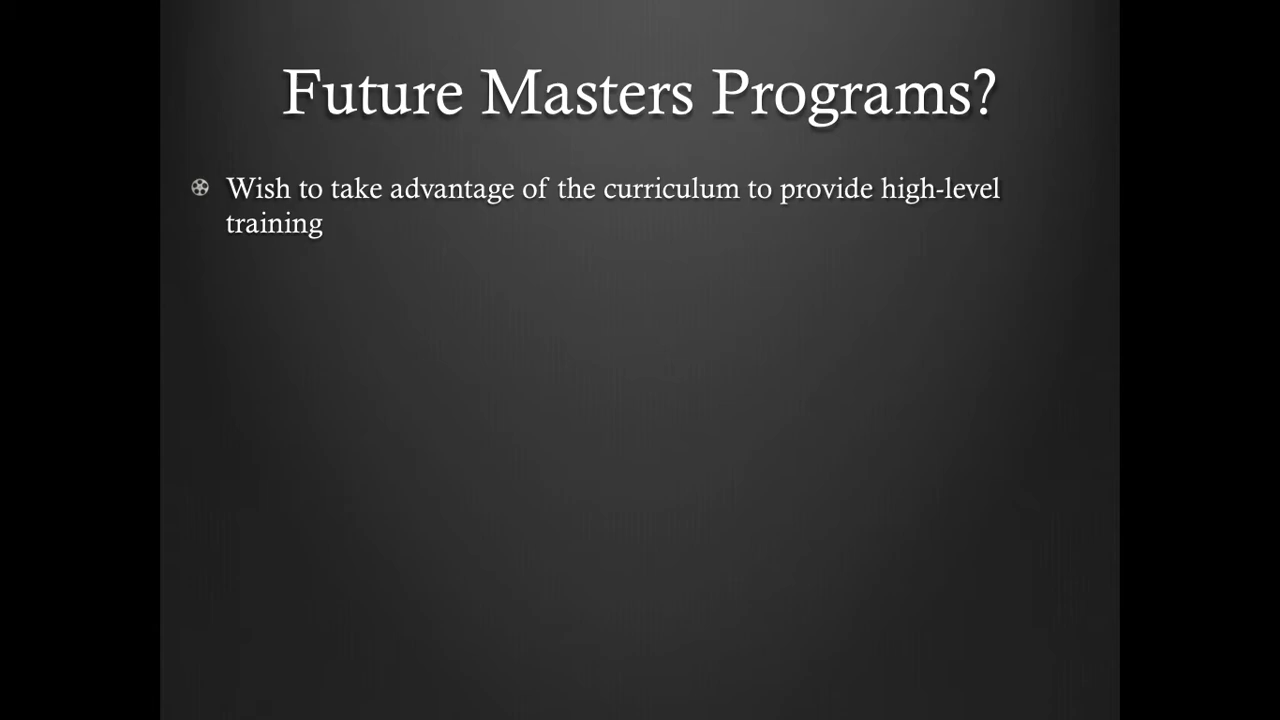 Future Masters Programs?
Wish to take advantage of the curriculum to provide high-level
training